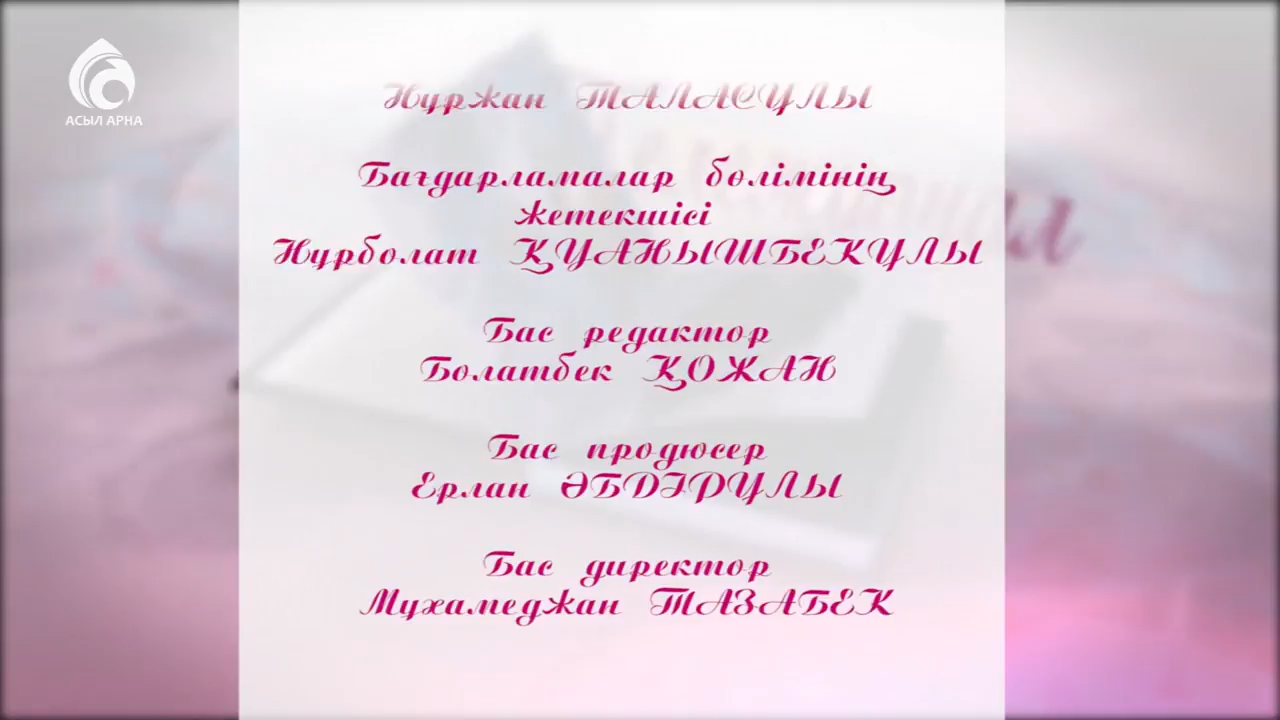 АСЫЛ АРНА
Нұржан ТАЛАСҰЛЫ
Бағдарламалар бөлімінің
жетекшісі
Нұрболат ҚУАНЫШБЕКҰЛЫ
Бас редактор
Болатбек ҚОЖАН
Бас продюсер
Ерлан ӘБДІРҰЛЫ
Бас директор
Мұхамеджан ТАЗАБЕК